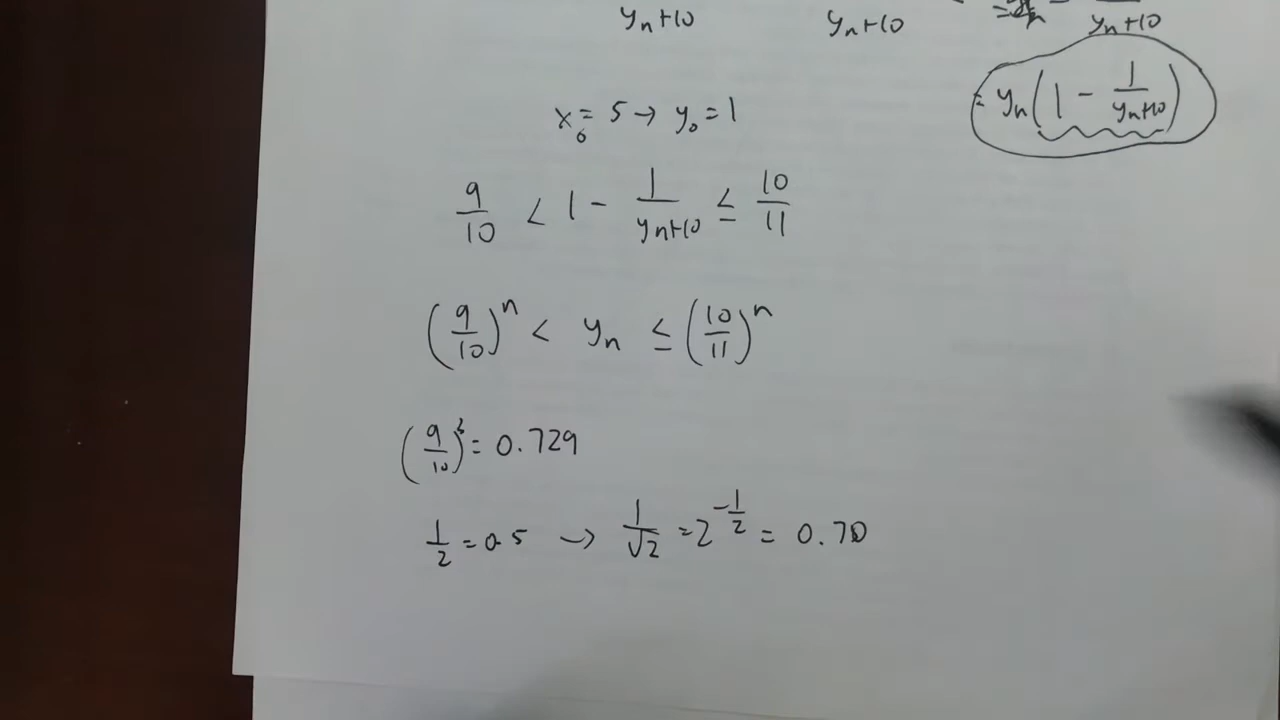 yₙ+10 yₙ+10 = yₙ+10
= yₙ(1 - 1/(yₙ+10))
x₀ = 5 → y₀ = 1
9/10 < 1 - 1/(yₙ+10) ≤ 10/11
(9/10)ⁿ < yₙ ≤ (10/11)ⁿ
(9/10)³ = 0.729
1/2 = 0.5 → 1/√2 = 2^(-1/2) = 0.70